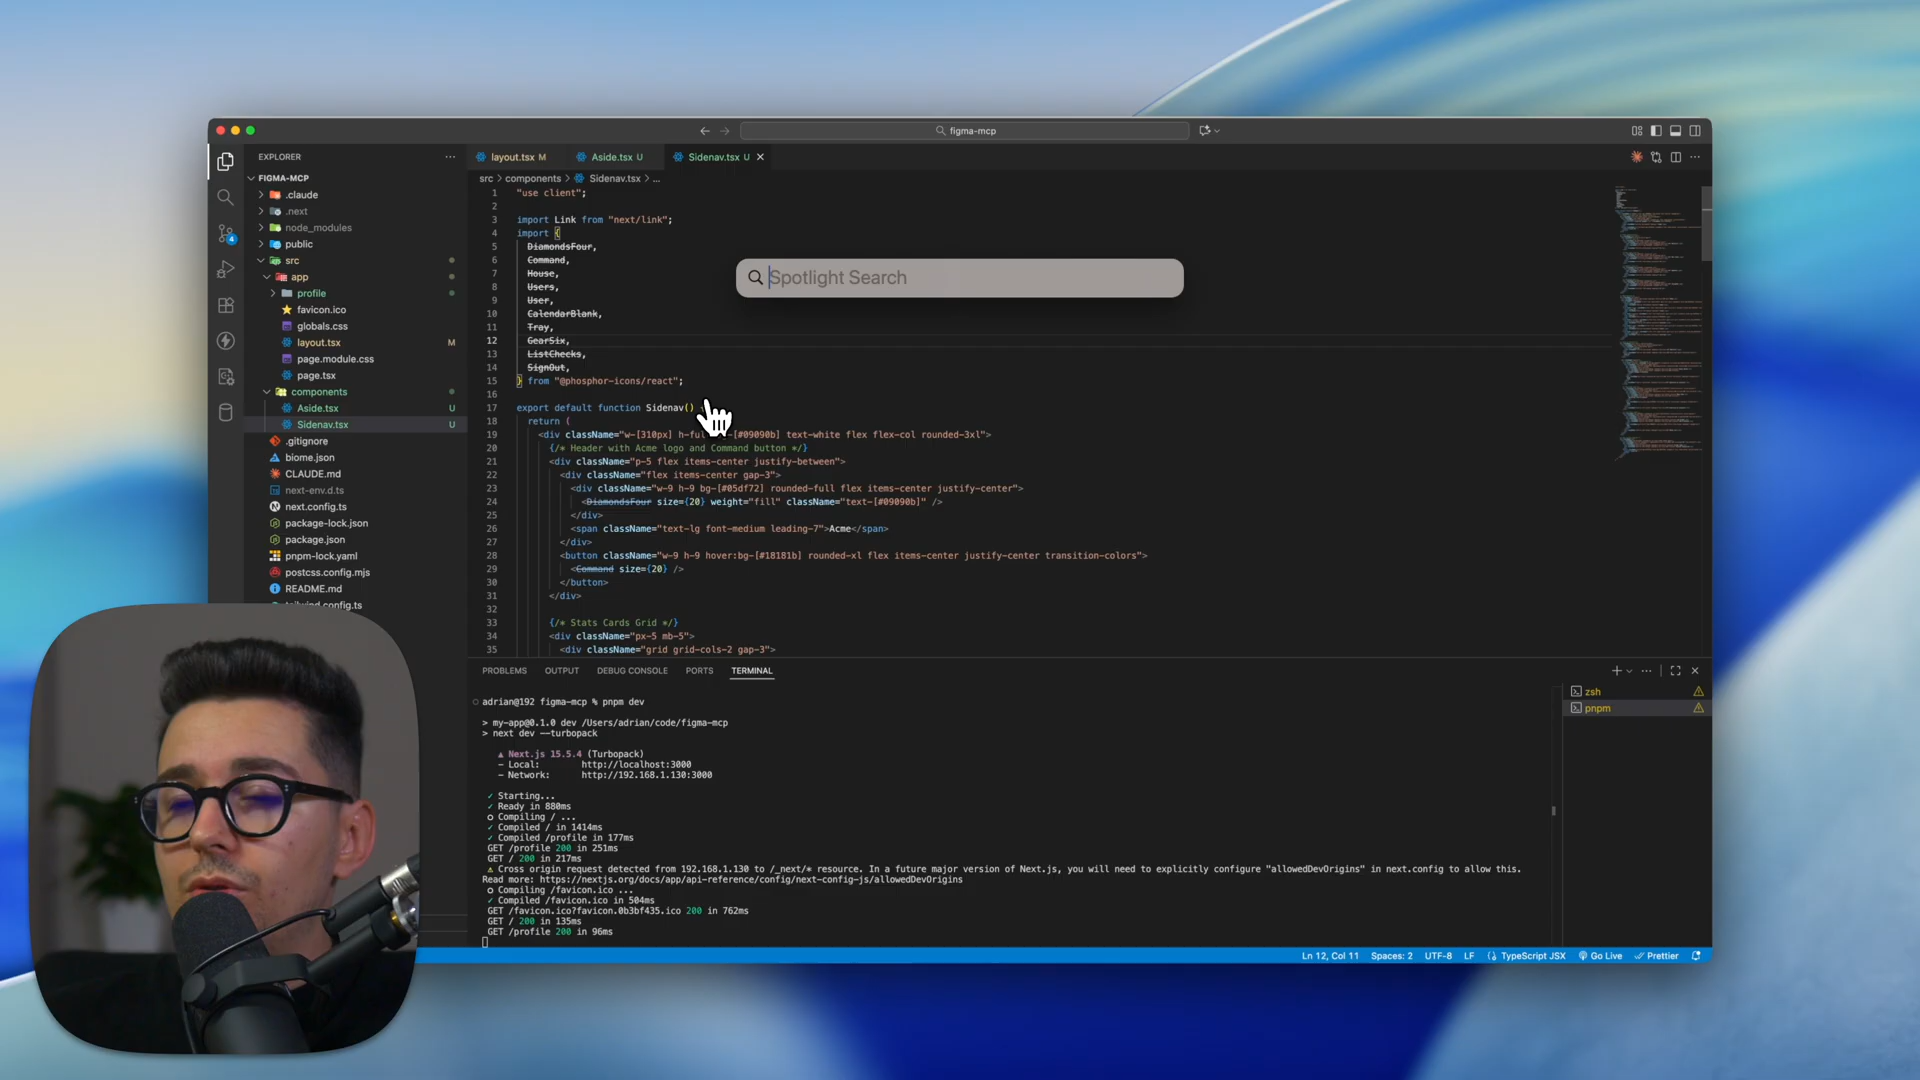 figma-mcp
EXPLORER
FIGMA-MCP
.claude
.next
node_modules
public
src
app
profile
favicon.ico
globals.css
layout.tsx M
page.module.css
page.tsx
components
Aside.tsx U
Sidenav.tsx U
.gitignore
biome.json
CLAUDE.md
next-env.d.ts
next.config.ts
package-lock.json
package.json
pnpm-lock.yaml
postcss.config.mjs
README.md
tailwind.config.ts
4
layout.tsx M
Aside.tsx U
Sidenav.tsx U
src > components > Sidenav.tsx > ...
Spotlight Search
1 "use client";
2
3 import Link from "next/link";
4 import {
5 DiamondsFour,
6 Command,
7 House,
8 Users,
9 User,
10 CalendarBlank,
11 Tray,
12 GearSix,
13 ListChecks,
14 SignOut,
15 } from "@phosphor-icons/react";
16
17 export default function Sidenav()
18 return (
19 <div className="w-[310px] [#09090b] text-white flex flex-col rounded-3xl">
20 {/* Header with Acme logo and Command button */}
21 <div className="p-5 flex items-center justify-between">
22 <div className="flex items-center gap-3">
23 <div className="w-9 h-9 bg-[#05df72] rounded-full flex items-center justify-center">
24 <DiamondsFour size={20} weight="fill" className="text-[#09090b]" />
25 </div>
26 <span className="text-lg font-medium leading-7">Acme</span>
27 </div>
28 <button className="w-9 h-9 hover:bg-[#18181b] rounded-xl flex items-center justify-center transition-colors">
29 <Command size={20} />
30 </button>
31 </div>
32
33 {/* Stats Cards Grid */}
34 <div className="px-5 mb-5">
35 <div className="grid grid-cols-2 gap-3">
PROBLEMS OUTPUT DEBUG CONSOLE PORTS TERMINAL
adrian@192 figma-mcp % pnpm dev
> my-app@0.1.0 dev /Users/adrian/code/figma-mcp
> next dev --turbopack
▲ Next.js 15.5.4 (Turbopack)
- Local: http://localhost:3000
- Network: http://192.168.1.130:3000
✓ Starting...
✓ Ready in 880ms
○ Compiling / ...
✓ Compiled / in 1414ms
✓ Compiled /profile in 177ms
GET /profile 200 in 251ms
GET / 200 in 217ms
⚠ Cross origin request detected from 192.168.1.130 to /_next/* resource. In a future major version of Next.js, you will need to explicitly configure "allowedDevOrigins" in next.config to allow this.
Read more: https://nextjs.org/docs/app/api-reference/config/next-config-js/allowedDevOrigins
○ Compiling /favicon.ico ...
✓ Compiled /favicon.ico in 504ms
GET /favicon.ico?favicon.0b3bf435.ico 200 in 762ms
GET / 200 in 135ms
GET /profile 200 in 96ms
zsh
pnpm
Ln 12, Col 11 Spaces: 2 UTF-8 LF TypeScript JSX Go Live Prettier